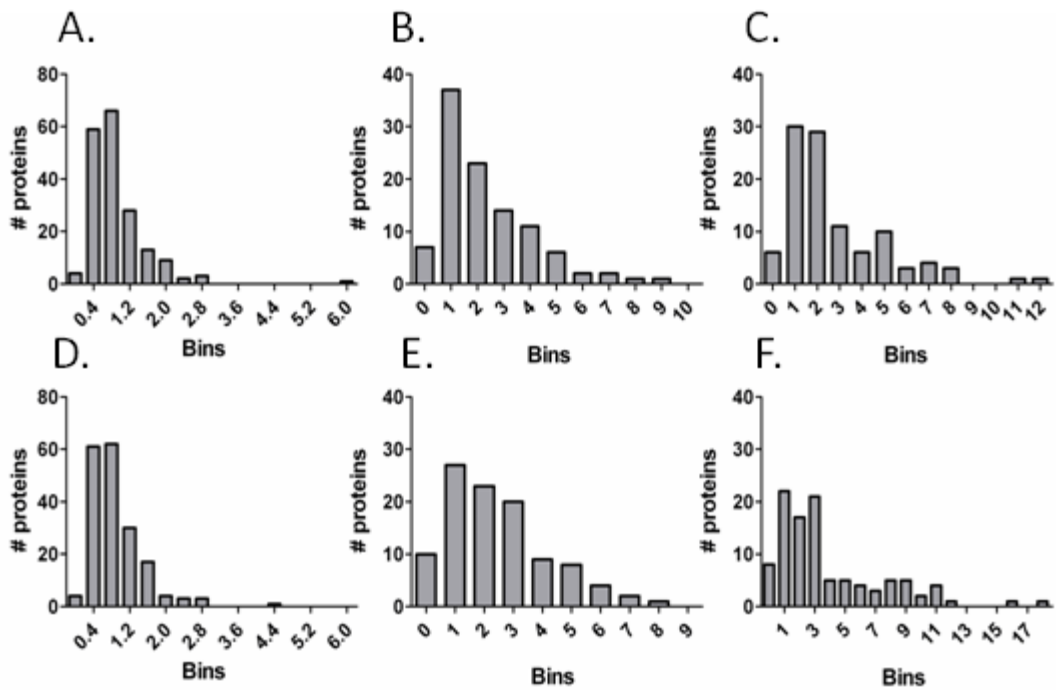 A.
# proteins
80
60
40
20
0
0.4 1.2 2.0 2.8 3.6 4.4 5.2 6.0
Bins
B.
# proteins
40
30
20
10
0
0 1 2 3 4 5 6 7 8 9 10
Bins
C.
# proteins
40
30
20
10
0
0 1 2 3 4 5 6 7 8 9 10 11 12
Bins
D.
# proteins
80
60
40
20
0
0.4 1.2 2.0 2.8 3.6 4.4 5.2 6.0
Bins
E.
# proteins
40
30
20
10
0
0 1 2 3 4 5 6 7 8 9
Bins
F.
# proteins
40
30
20
10
0
1 3 5 7 9 11 13 15 17
Bins